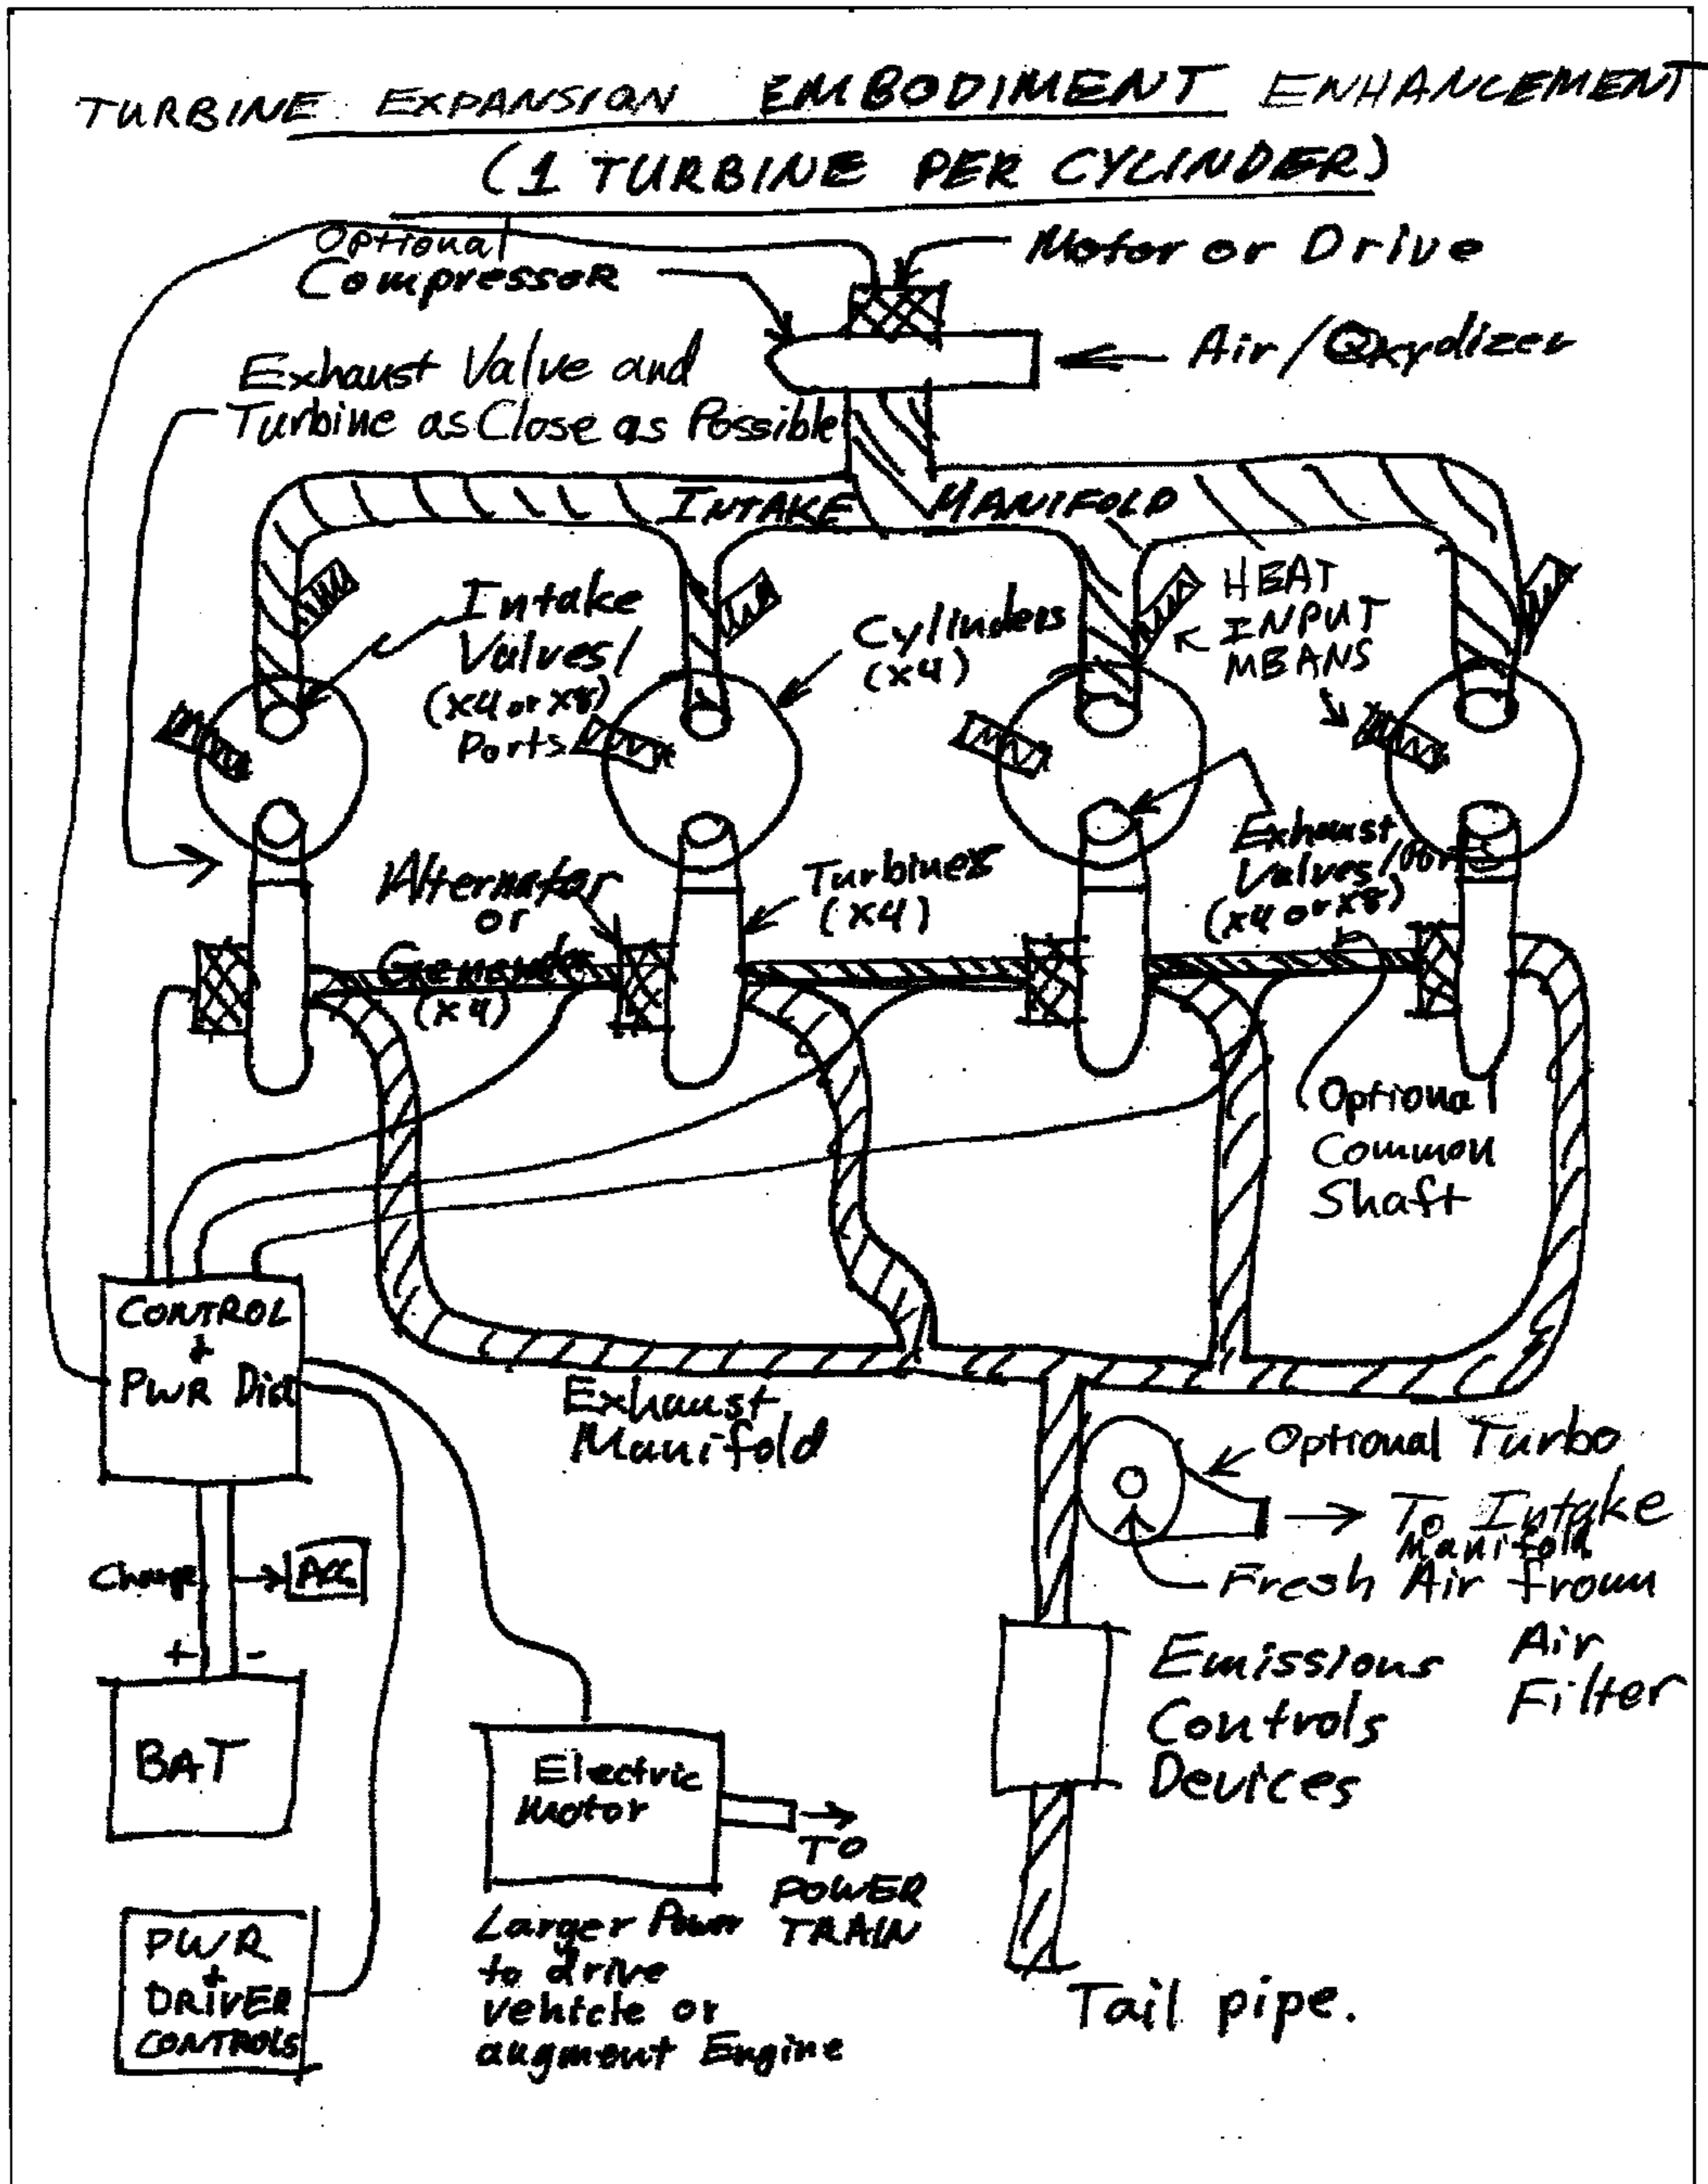 TURBINE EXPANSION EMBODIMENT ENHANCEMENT
(1 TURBINE PER CYLINDER)
Optional
Compressor
Motor or Drive
Air/Oxydizer
Exhaust Valve and
Turbine as Close as Possible
INTAKE MANIFOLD
Intake
Valves/
(x4 or x8)
Ports
Cylinders
(x4)
HEAT
INPUT
MEANS
Alternator
or
Generator
(x4)
Turbines
(x4)
Exhaust
Valves/Ports
(x4 or x8)
Optional
Common
Shaft
CONTROL
+
PWR Dist
Exhaust
Manifold
Optional Turbo
To Intake
Manifold
Fresh Air from
Air
Filter
Charge
ACC
+ -
BAT
Electric
Motor
TO
POWER
TRAIN
Larger Power
to drive
vehicle or
augment Engine
Emissions
Controls
Devices
PWR
+
DRIVER
CONTROLS
Tail pipe.